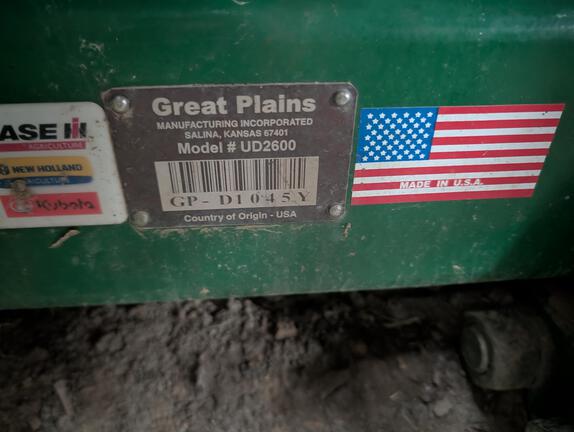 CASE IH
AGRICULTURE
NEW HOLLAND
AGRICULTURE
Kubota
Great Plains
MANUFACTURING INCORPORATED
SALINA, KANSAS 67401
Model # UD2600
GP- D1045Y
Country of Origin - USA
MADE IN U.S.A.